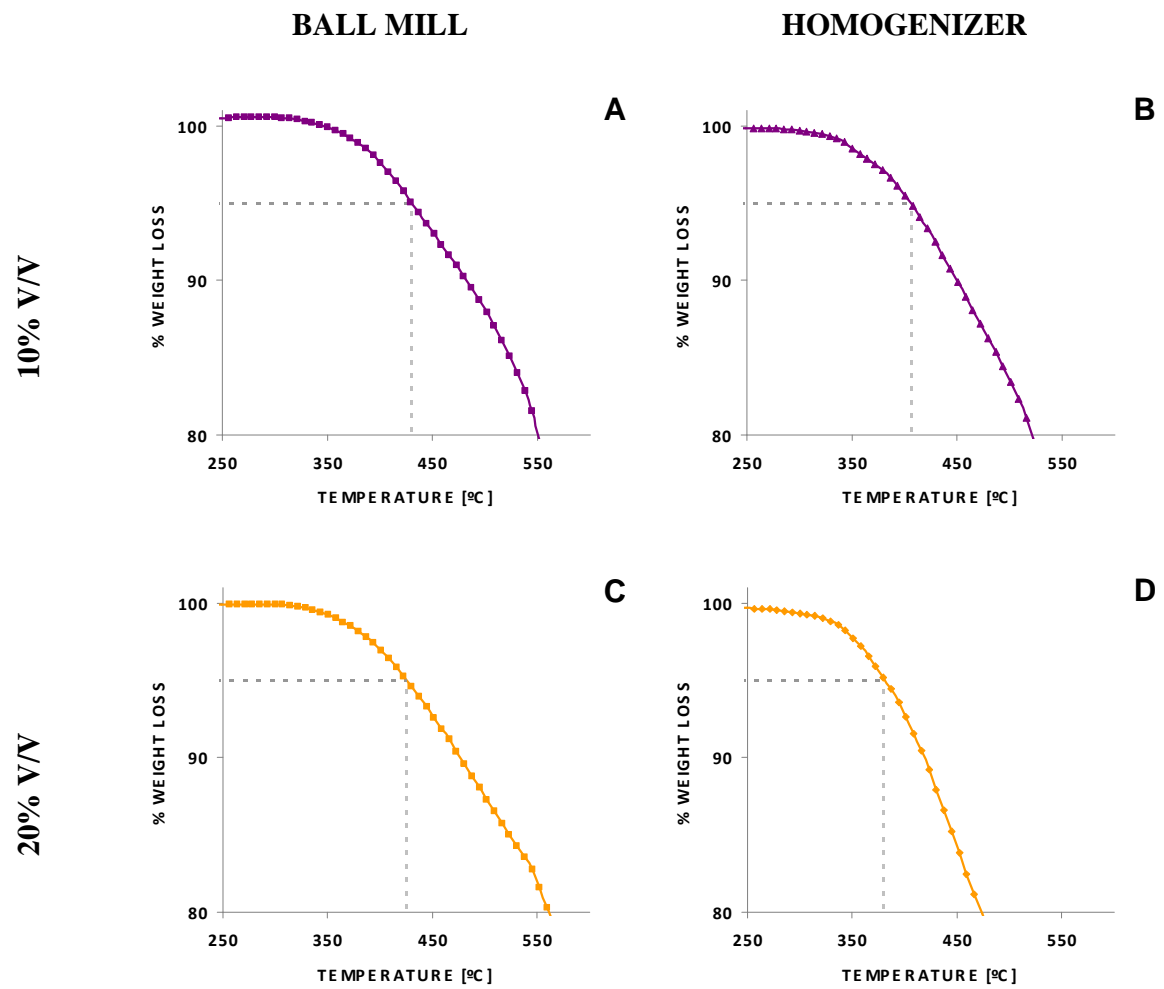 BALL MILL
HOMOGENIZER
10% V/V
A
% WEIGHT LOSS
100
90
80
250 350 450 550
TEMPERATURE [ºC]
B
% WEIGHT LOSS
100
90
80
250 350 450 550
TEMPERATURE [ºC]
20% V/V
C
% WEIGHT LOSS
100
90
80
250 350 450 550
TEMPERATURE [ºC]
D
% WEIGHT LOSS
100
90
80
250 350 450 550
TEMPERATURE [ºC]